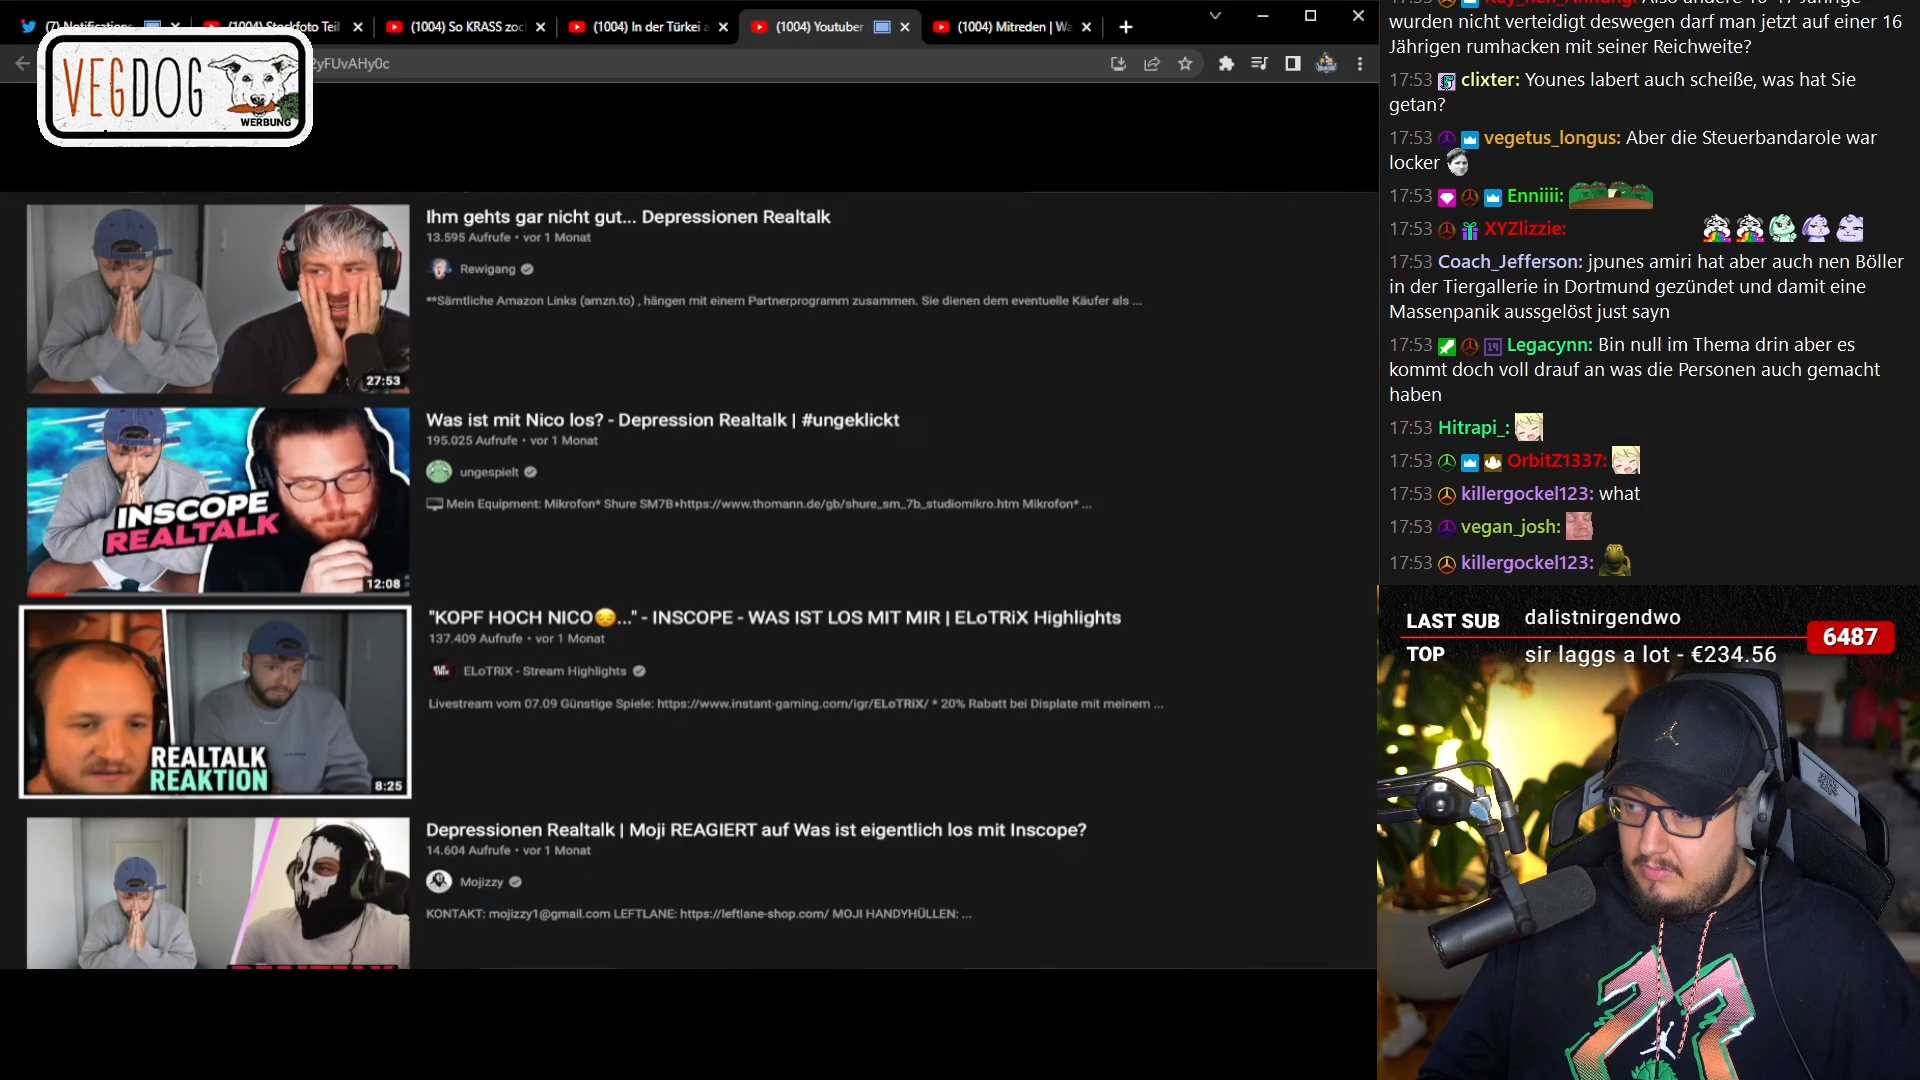 (7) Notification
(1004) Stockfoto Teil
(1004) So KRASS zoc
(1004) In der Türkei a
(1004) Youtuber
(1004) Mitreden | Wa
yFUvAHy0c
VEGDOG
WERBUNG
Ihm gehts gar nicht gut... Depressionen Realtalk
13.595 Aufrufe • vor 1 Monat
Rewigang
**Sämtliche Amazon Links (amzn.to) , hängen mit einem Partnerprogramm zusammen. Sie dienen dem eventuelle Käufer als ...
27:53
Was ist mit Nico los? - Depression Realtalk | #ungeklickt
195.025 Aufrufe • vor 1 Monat
ungespielt
Mein Equipment: Mikrofon* Shure SM7B▸https://www.thomann.de/gb/shure_sm_7b_studiomikro.htm Mikrofon* ...
INSCOPE
REALTALK
12:08
"KOPF HOCH NICO😔..." - INSCOPE - WAS IST LOS MIT MIR | ELoTRiX Highlights
137.409 Aufrufe • vor 1 Monat
ELoTRiX - Stream Highlights
Livestream vom 07.09 Günstige Spiele: https://www.instant-gaming.com/igr/ELoTRiX/ * 20% Rabatt bei Displate mit meinem ...
REALTALK
REAKTION
8:25
Depressionen Realtalk | Moji REAGIERT auf Was ist eigentlich los mit Inscope?
14.604 Aufrufe • vor 1 Monat
Mojizzy
KONTAKT: mojizzy1@gmail.com LEFTLANE: https://leftlane-shop.com/ MOJI HANDYHÜLLEN: ...
wurden nicht verteidigt deswegen darf man jetzt auf einer 16
Jährigen rumhacken mit seiner Reichweite?
17:53 clixter: Younes labert auch scheiße, was hat Sie
getan?
17:53 vegetus_longus: Aber die Steuerbandarole war
locker
17:53 Enniiii:
17:53 XYZlizzie:
17:53 Coach_Jefferson: jpunes amiri hat aber auch nen Böller
in der Tiergallerie in Dortmund gezündet und damit eine
Massenpanik ausgelöst just sayn
17:53 19 Legacynn: Bin null im Thema drin aber es
kommt doch voll drauf an was die Personen auch gemacht
haben
17:53 Hitrapi_:
17:53 OrbitZ1337:
17:53 killergockel123: what
17:53 vegan_josh:
17:53 killergockel123:
LAST SUB dalistnirgendwo
TOP sir laggs a lot - €234.56
6487